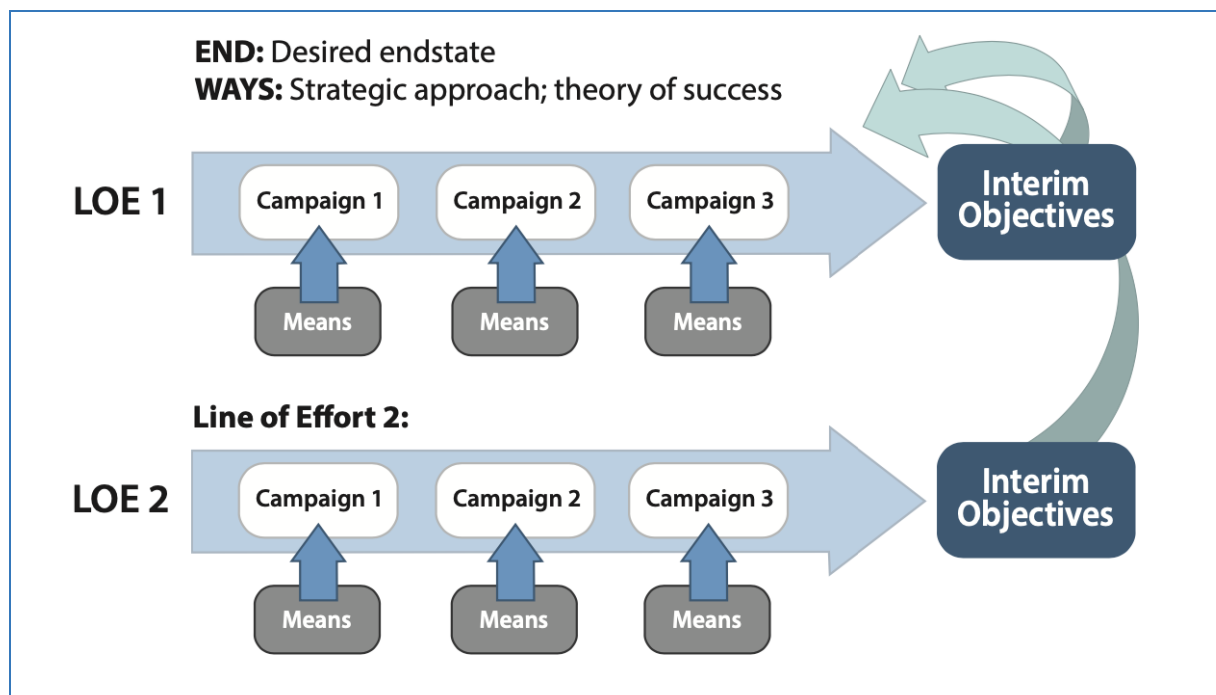 END: Desired endstate
WAYS: Strategic approach; theory of success
LOE 1
Campaign 1
Campaign 2
Campaign 3
Interim
Objectives
Means
Means
Means
Line of Effort 2:
LOE 2
Campaign 1
Campaign 2
Campaign 3
Interim
Objectives
Means
Means
Means